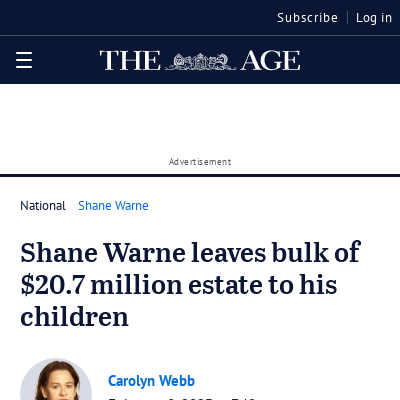 Subscribe Log in
THE AGE
Advertisement
National Shane Warne
Shane Warne leaves bulk of
$20.7 million estate to his
children
Carolyn Webb